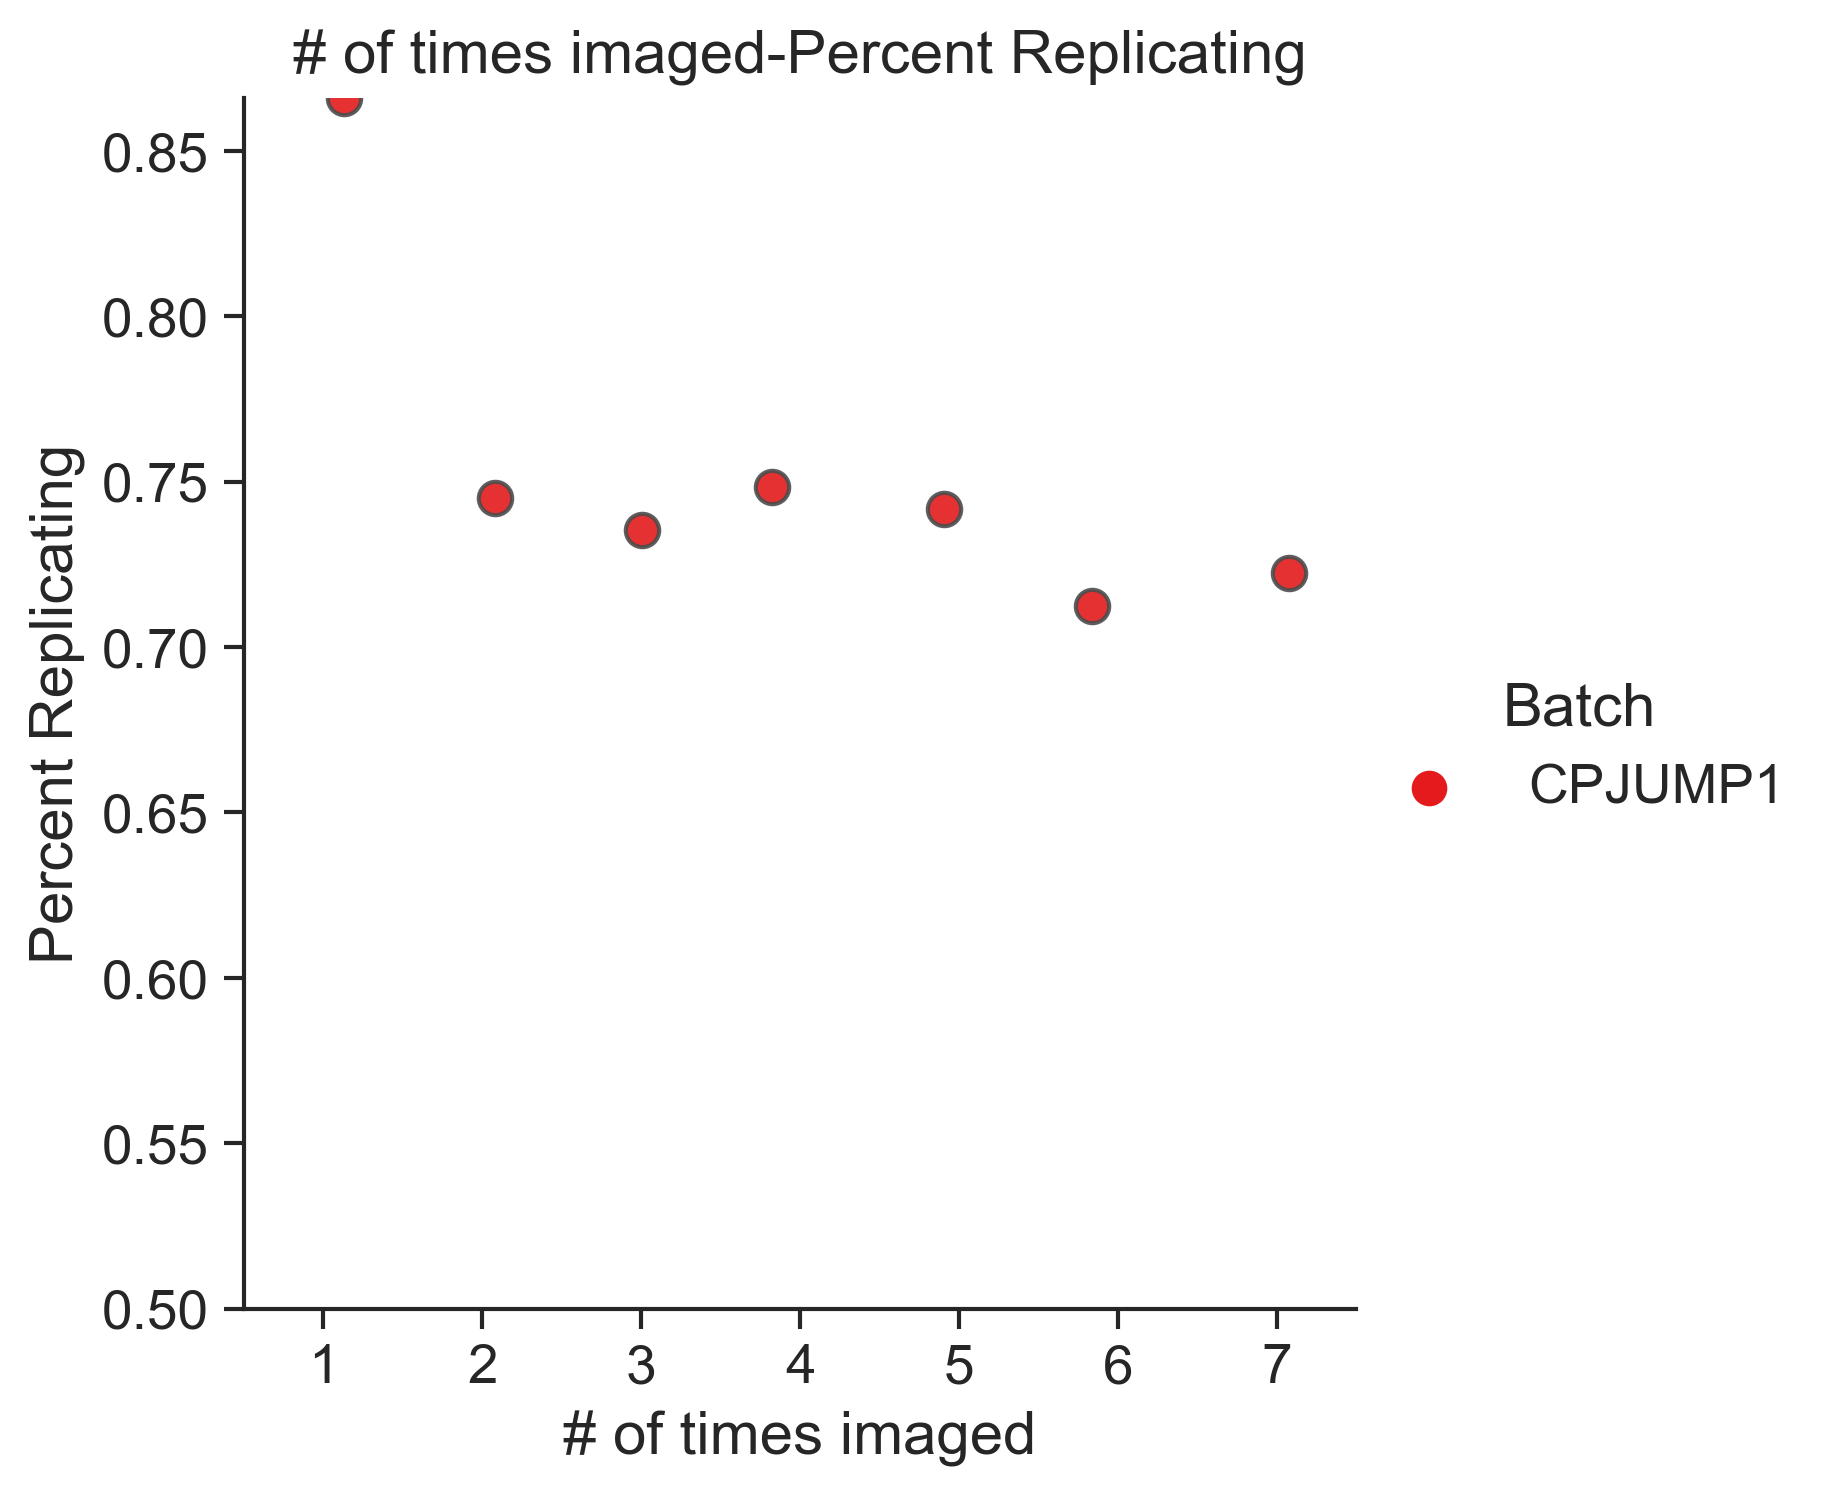 # of times imaged-Percent Replicating
0.85
0.80
0.75
0.70
0.65
0.60
0.55
0.50
Percent Replicating
1 2 3 4 5 6 7
# of times imaged
Batch
CPJUMP1